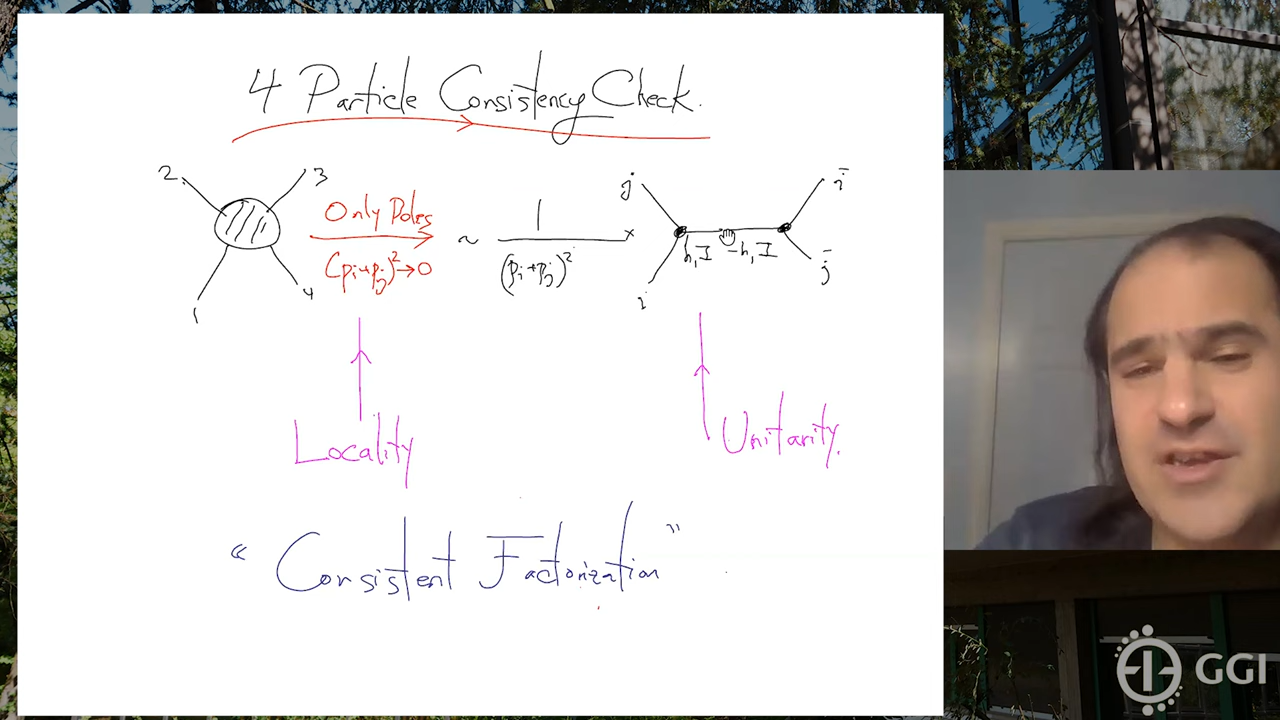 4 Particle Consistency Check.
2 3 1 4
Only Poles
(pi+pj)²→0
~ 1/(pi+pj)² ×
j i h, I -h, I ī j̄
Locality
Unitarity.
“ Consistent Factorization ”
GGI